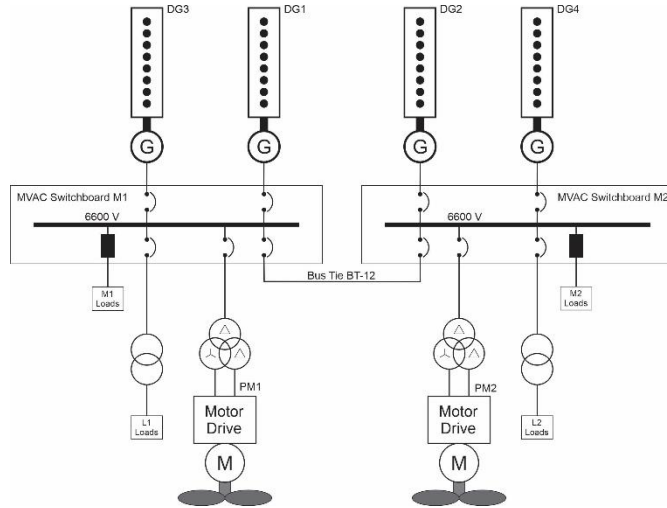 DG3
DG1
DG2
DG4
G
G
G
G
MVAC Switchboard M1
MVAC Switchboard M2
6600 V
6600 V
Bus Tie BT-12
M1
Loads
M2
Loads
PM1
PM2
L1
Loads
Motor
Drive
Motor
Drive
L2
Loads
M
M